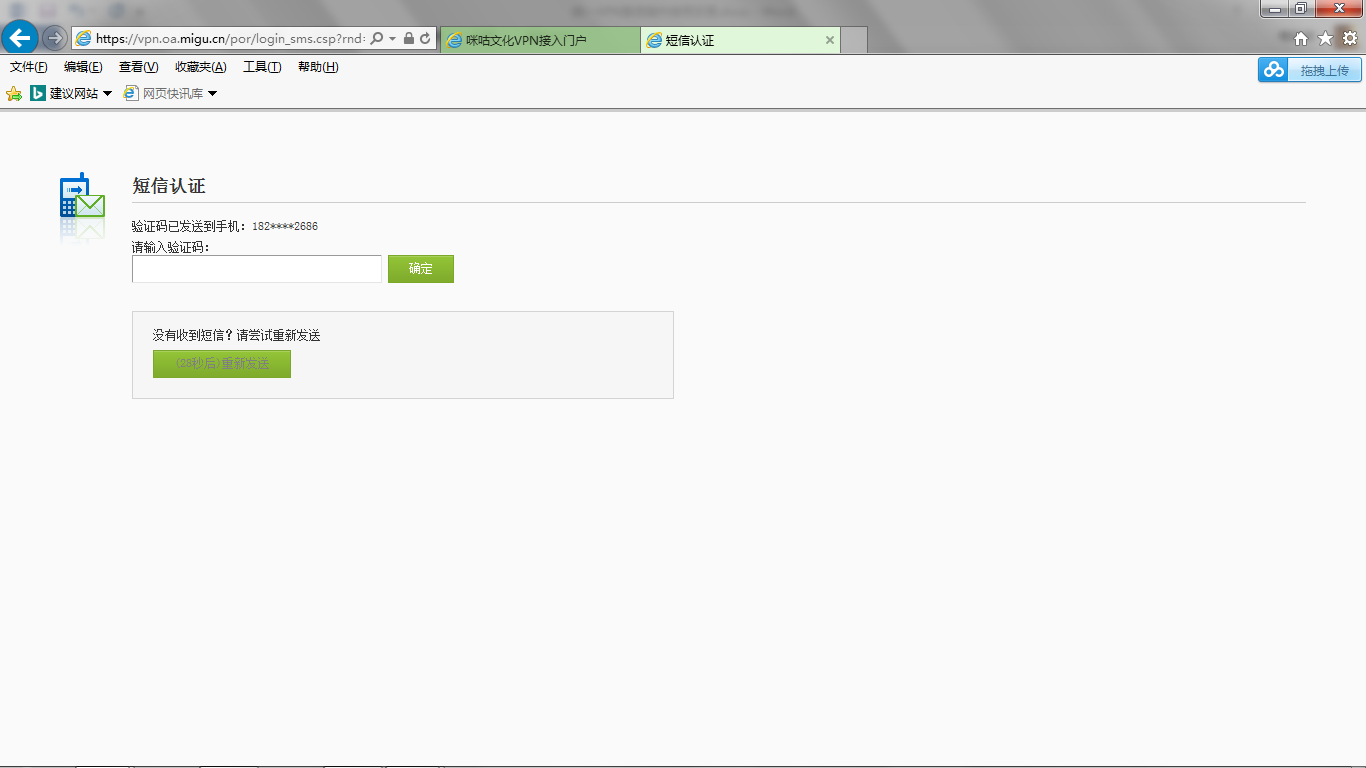 https://vpn.oa.migu.cn/por/login_sms.csp?rnd=
咪咕文化VPN接入门户
短信认证
文件(F) 编辑(E) 查看(V) 收藏夹(A) 工具(T) 帮助(H)
拖拽上传
建议网站 网页快讯库
短信认证
验证码已发送到手机：182****2686
请输入验证码：
确定
没有收到短信？请尝试重新发送
(28秒后)重新发送